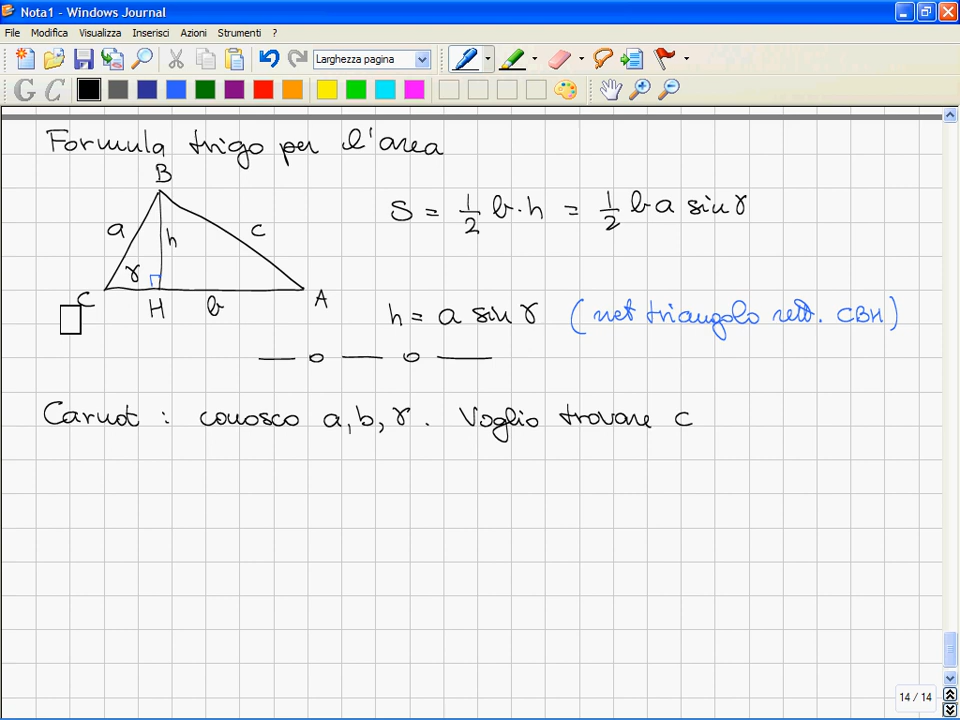 Nota1 - Windows Journal
File Modifica Visualizza Inserisci Azioni Strumenti ?
Larghezza pagina
G C
Formula trigo per l'area
B
a h c
γ
C H b A
S = 1/2 b·h = 1/2 b a sin γ
h = a sin γ (nel triangolo rett. CBH)
Carnot : conosco a, b, γ. Voglio trovare c
14 / 14